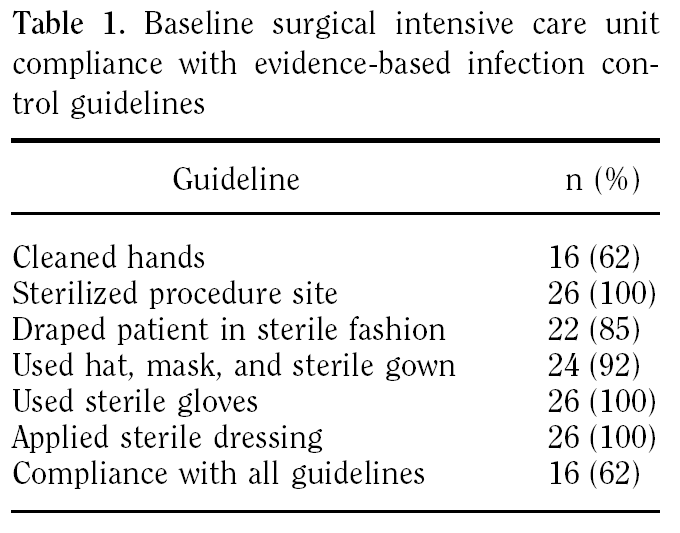 Table 1. Baseline surgical intensive care unit
compliance with evidence-based infection con-
trol guidelines
Guideline n (%)
Cleaned hands 16 (62)
Sterilized procedure site 26 (100)
Draped patient in sterile fashion 22 (85)
Used hat, mask, and sterile gown 24 (92)
Used sterile gloves 26 (100)
Applied sterile dressing 26 (100)
Compliance with all guidelines 16 (62)